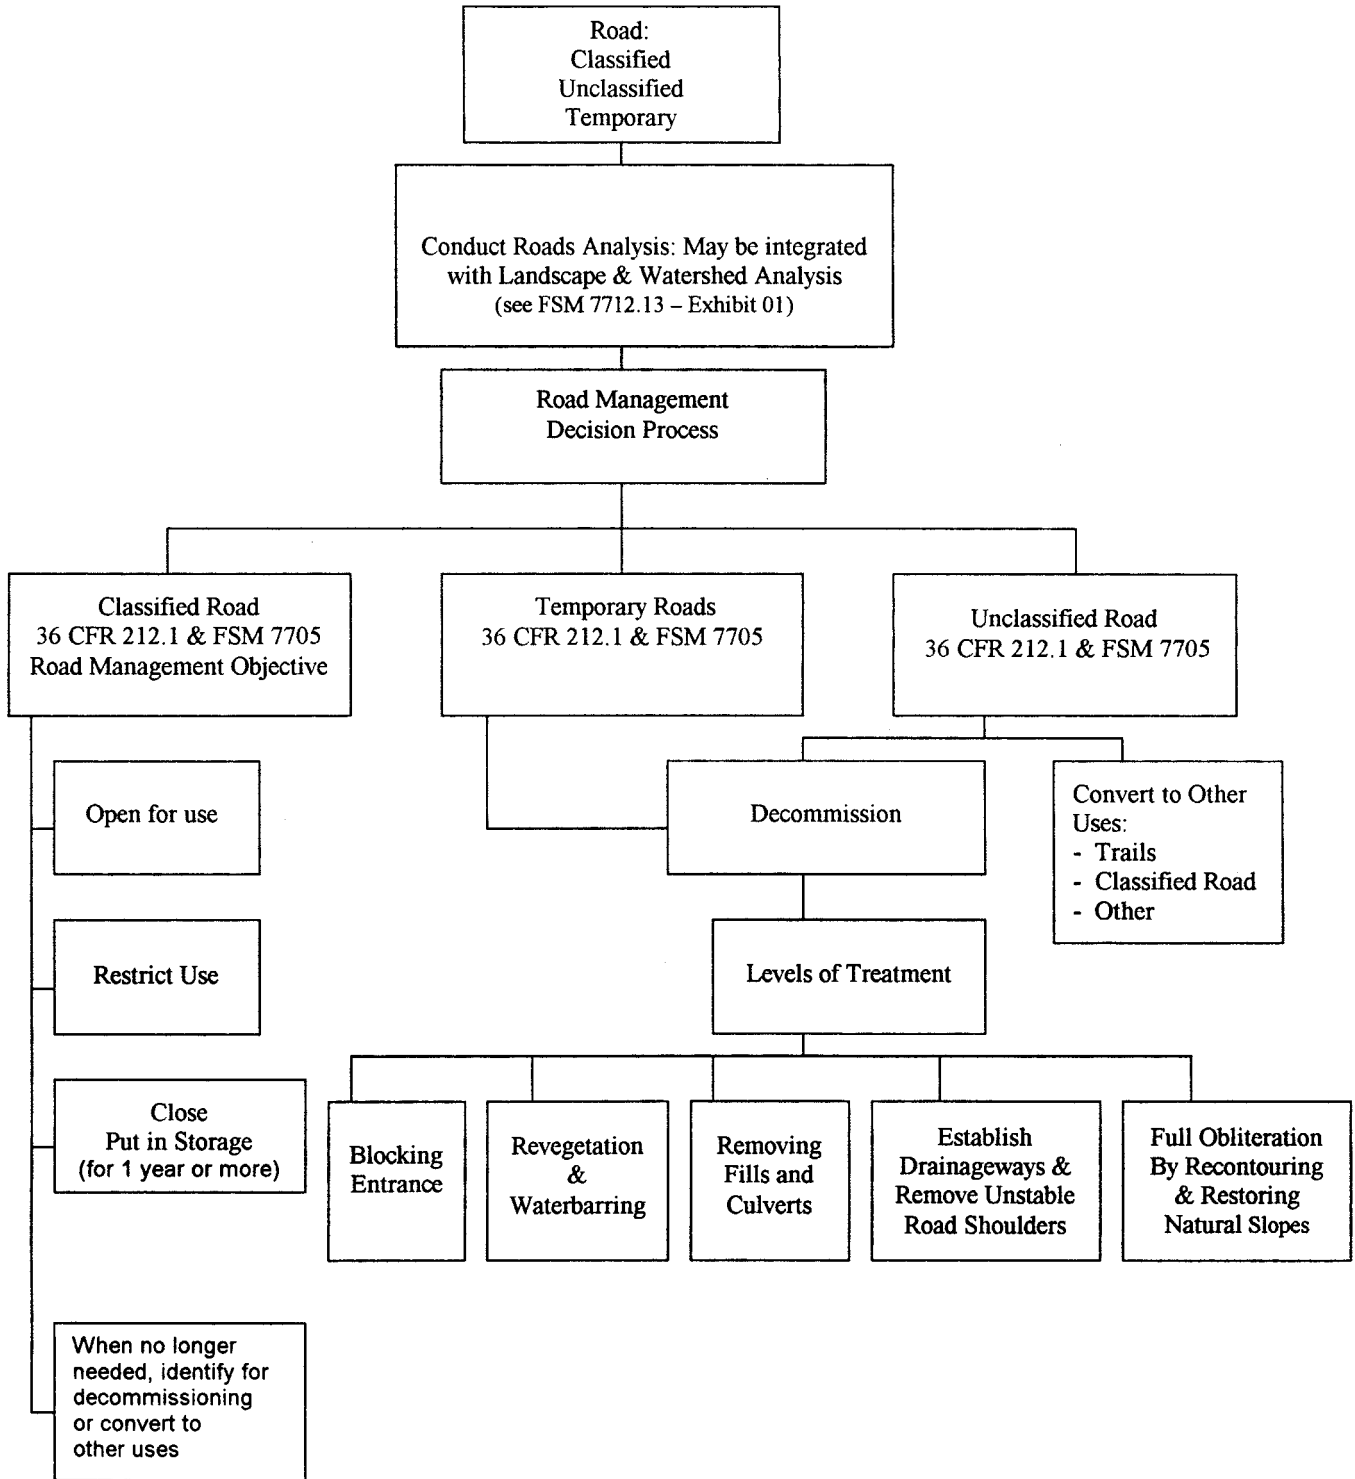 Road:
Classified
Unclassified
Temporary
Conduct Roads Analysis: May be integrated
with Landscape & Watershed Analysis
(see FSM 7712.13 – Exhibit 01)
Road Management
Decision Process
Classified Road
36 CFR 212.1 & FSM 7705
Road Management Objective
Temporary Roads
36 CFR 212.1 & FSM 7705
Unclassified Road
36 CFR 212.1 & FSM 7705
Open for use
Decommission
Convert to Other
Uses:
- Trails
- Classified Road
- Other
Restrict Use
Levels of Treatment
Close
Put in Storage
(for 1 year or more)
Blocking
Entrance
Revegetation
&
Waterbarring
Removing
Fills and
Culverts
Establish
Drainageways &
Remove Unstable
Road Shoulders
Full Obliteration
By Recontouring
& Restoring
Natural Slopes
When no longer
needed, identify for
decommissioning
or convert to
other uses